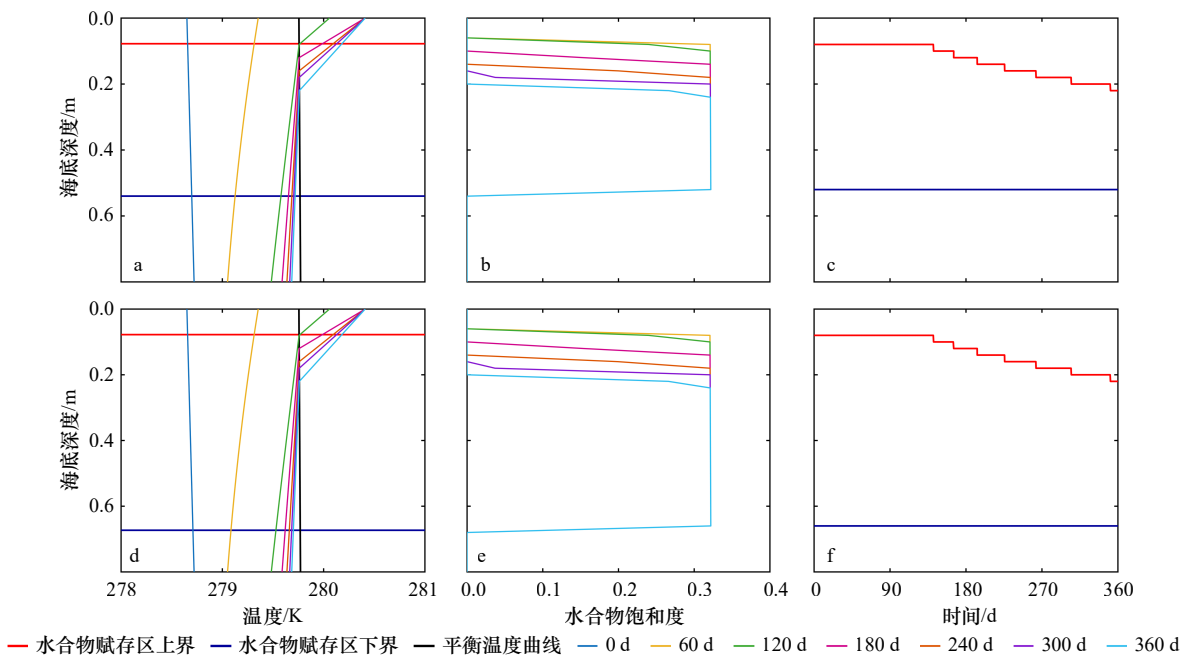 0.0
0.2
0.4
0.6
海底深度/m
a
b
c
0.0
0.2
0.4
0.6
海底深度/m
d
e
f
278 279 280 281
0.0 0.1 0.2 0.3 0.4
0 90 180 270 360
温度/K 水合物饱和度 时间/d
水合物赋存区上界 水合物赋存区下界 平衡温度曲线 0 d 60 d 120 d 180 d 240 d 300 d 360 d